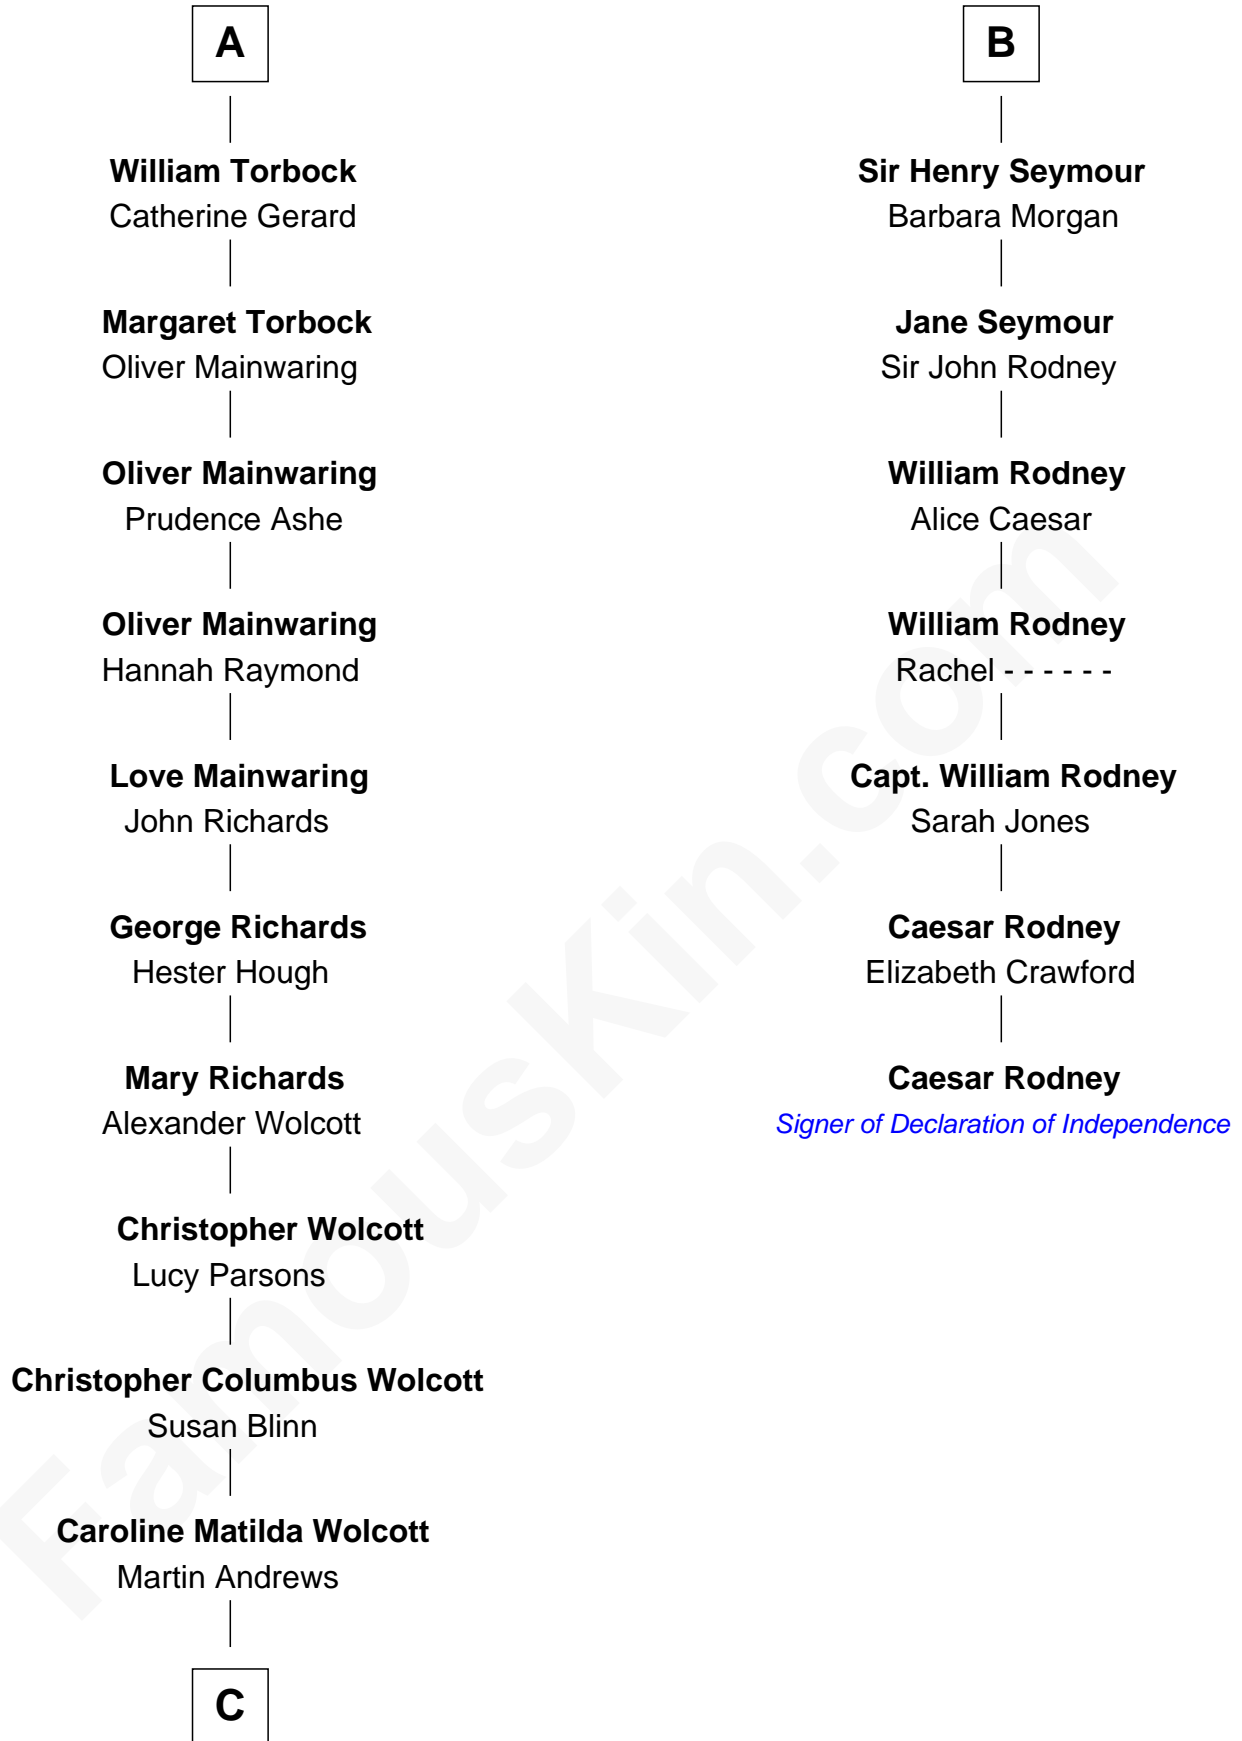 A
William Torbock
Catherine Gerard
Margaret Torbock
Oliver Mainwaring
Oliver Mainwaring
Prudence Ashe
Oliver Mainwaring
Hannah Raymond
Love Mainwaring
John Richards
George Richards
Hester Hough
Mary Richards
Alexander Wolcott
Christopher Wolcott
Lucy Parsons
Christopher Columbus Wolcott
Susan Blinn
Caroline Matilda Wolcott
Martin Andrews
C
B
Sir Henry Seymour
Barbara Morgan
Jane Seymour
Sir John Rodney
William Rodney
Alice Caesar
William Rodney
Rachel - - - - - -
Capt. William Rodney
Sarah Jones
Caesar Rodney
Elizabeth Crawford
Caesar Rodney
Signer of Declaration of Independence
FamousKin.com